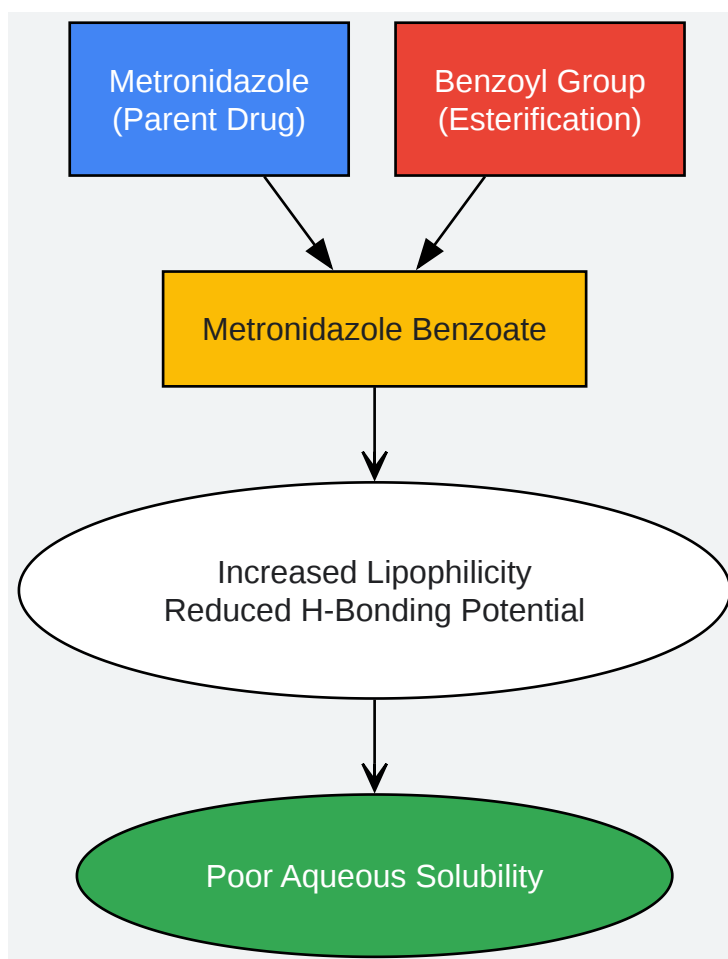 Metronidazole
(Parent Drug)
Benzoyl Group
(Esterification)
Metronidazole Benzoate
Increased Lipophilicity
Reduced H-Bonding Potential
Poor Aqueous Solubility